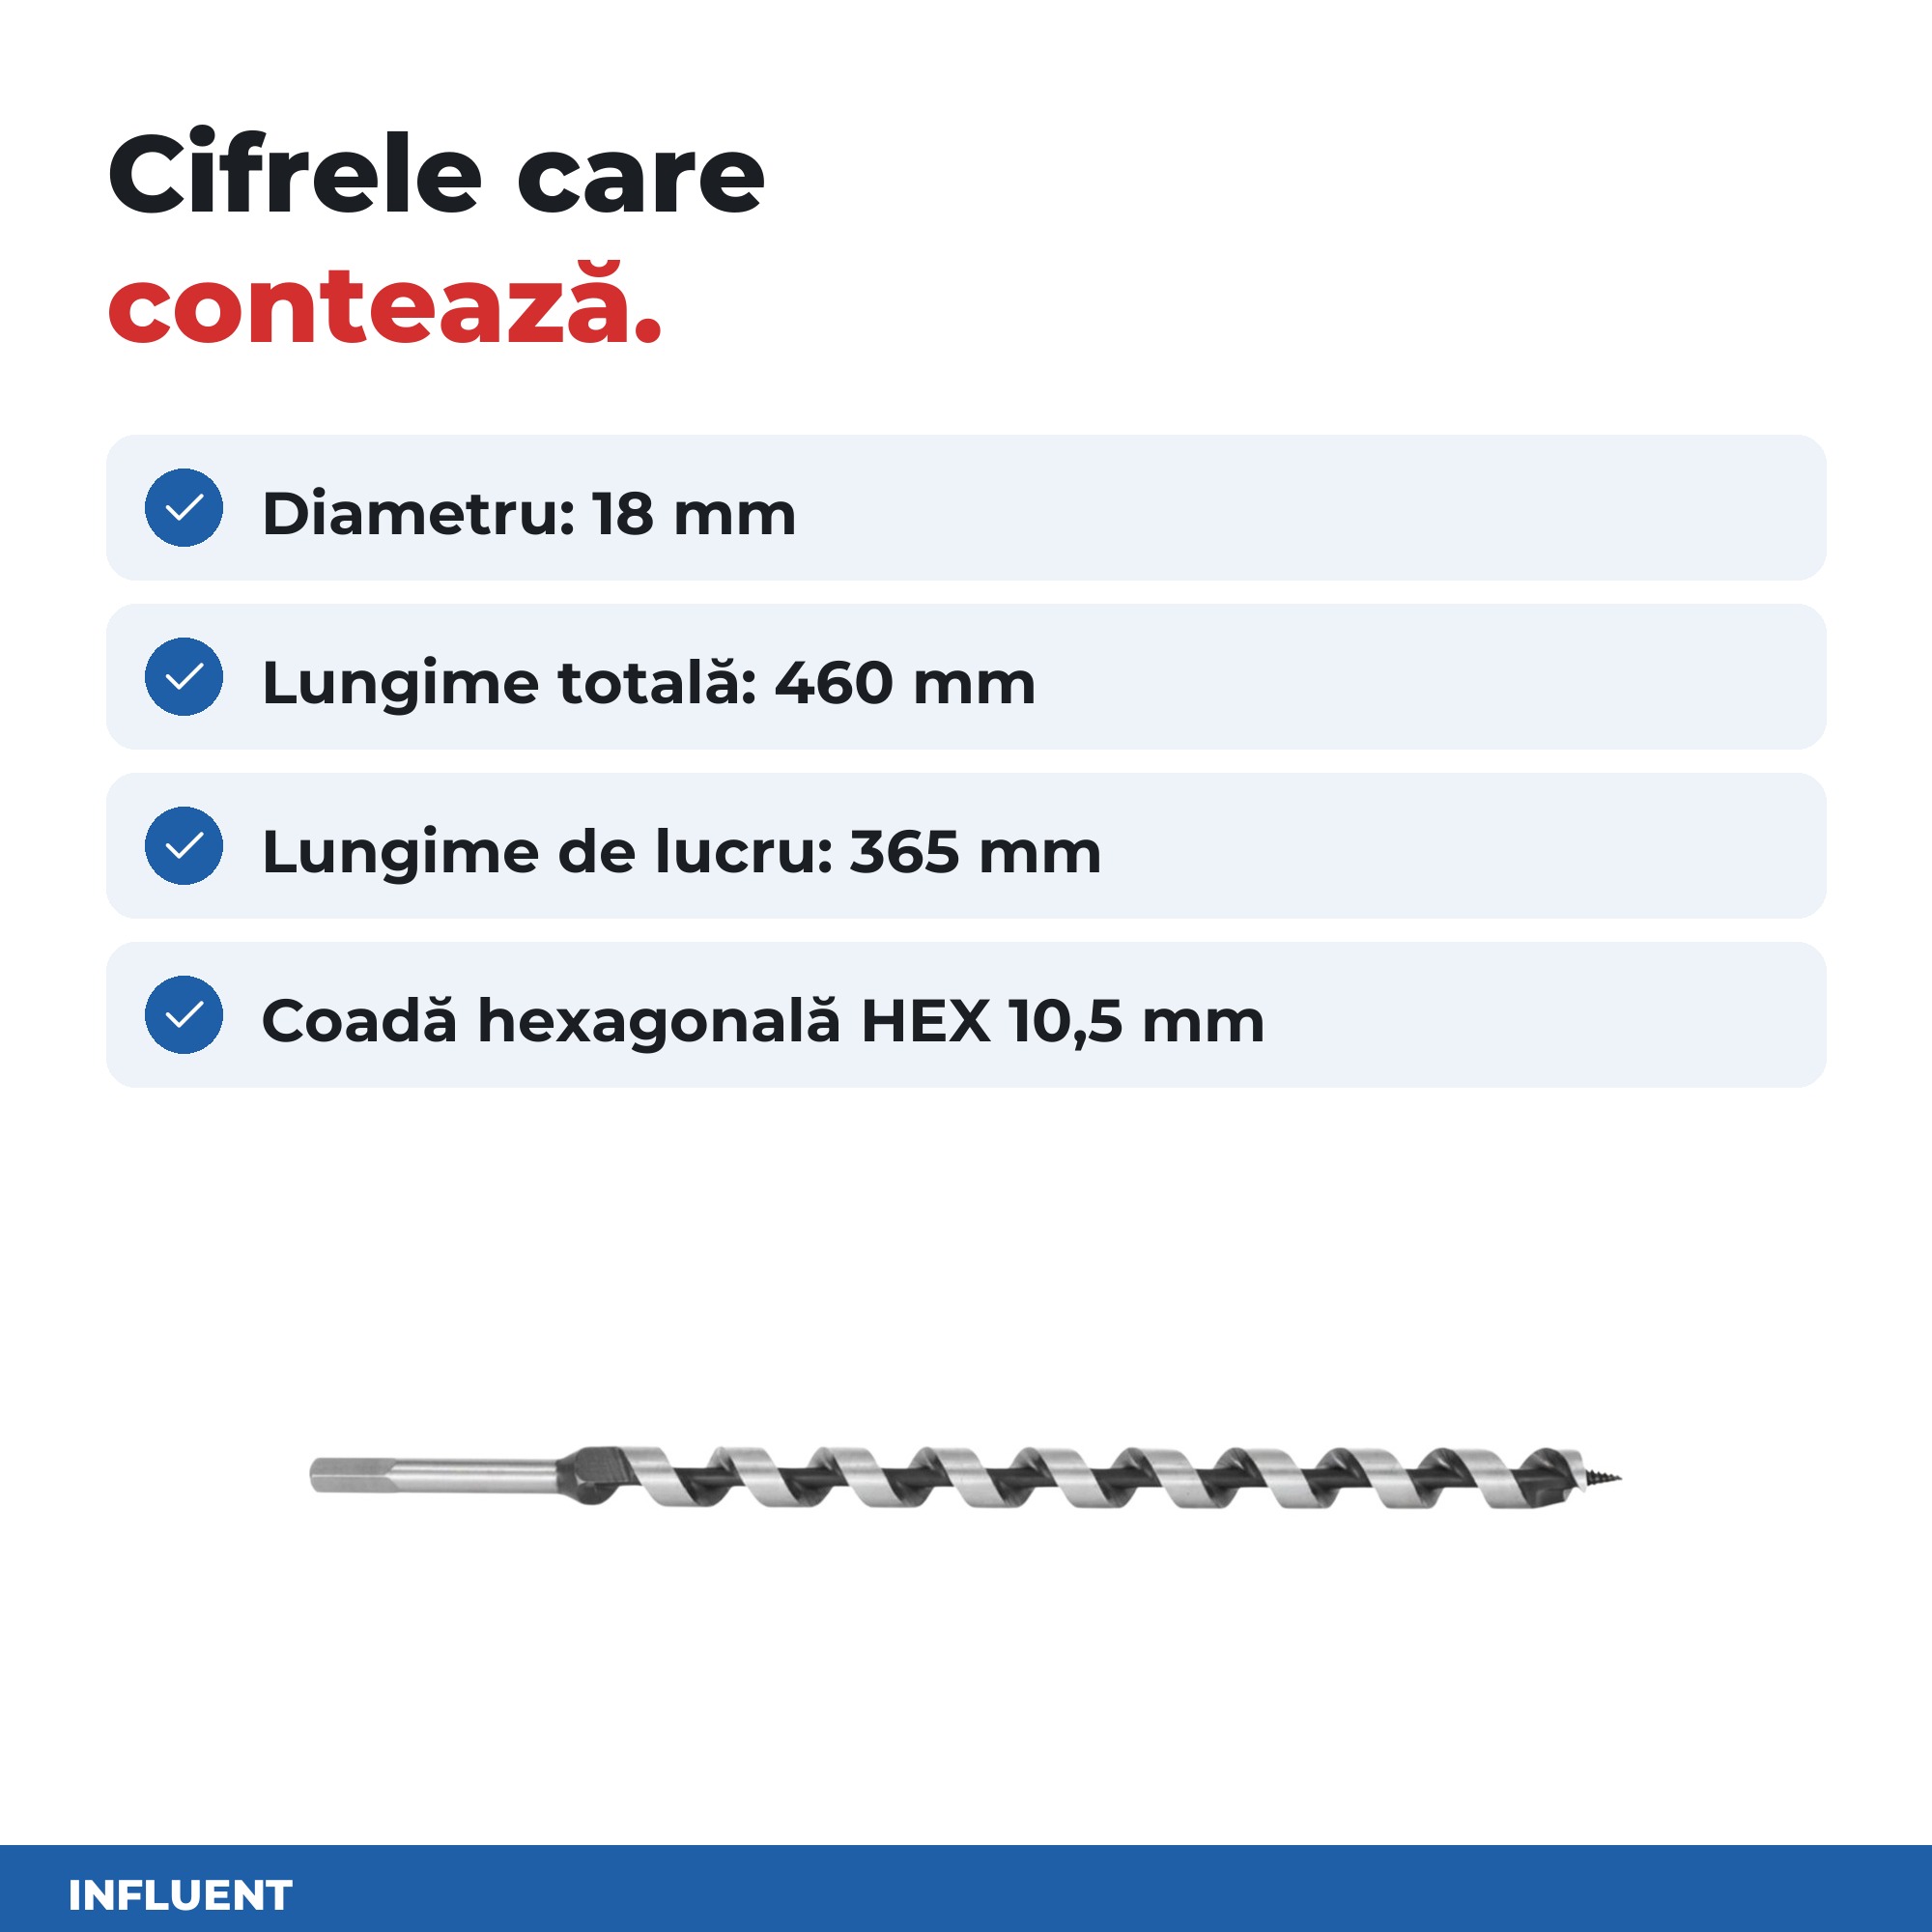 Cifrele care
contează.
Diametru: 18 mm
Lungime totală: 460 mm
Lungime de lucru: 365 mm
Coadă hexagonală HEX 10,5 mm
INFLUENT